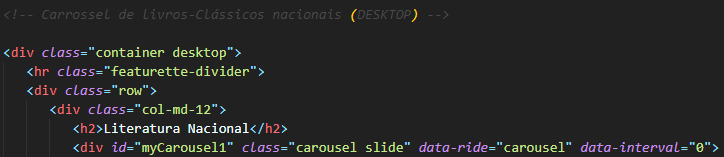 <!-- Carrossel de livros-Clássicos nacionais (DESKTOP) -->
<div class="container desktop">
<hr class="featurette-divider">
<div class="row">
<div class="col-md-12">
<h2>Literatura Nacional</h2>
<div id="myCarousel1" class="carousel slide" data-ride="carousel" data-interval="0">